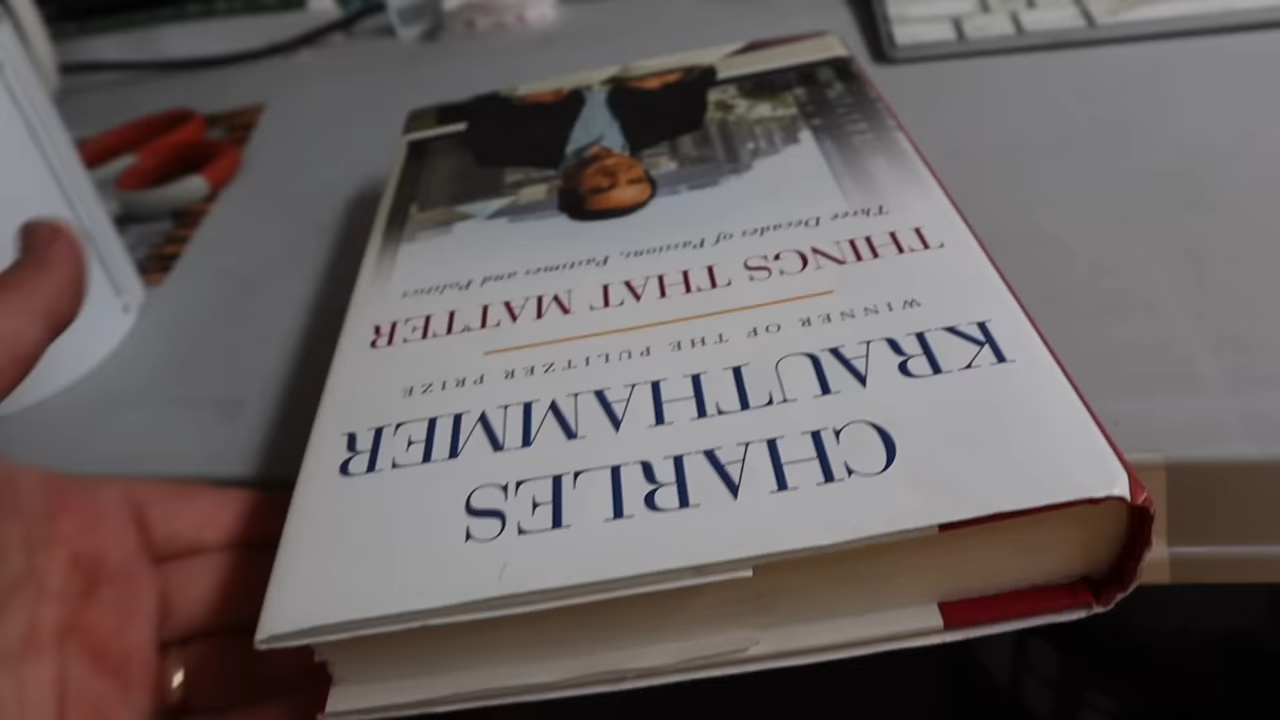 CHARLES
KRAUTHAMMER
WINNER OF THE PULITZER PRIZE
THINGS THAT MATTER
Three Decades of Passions, Pastimes and Politics